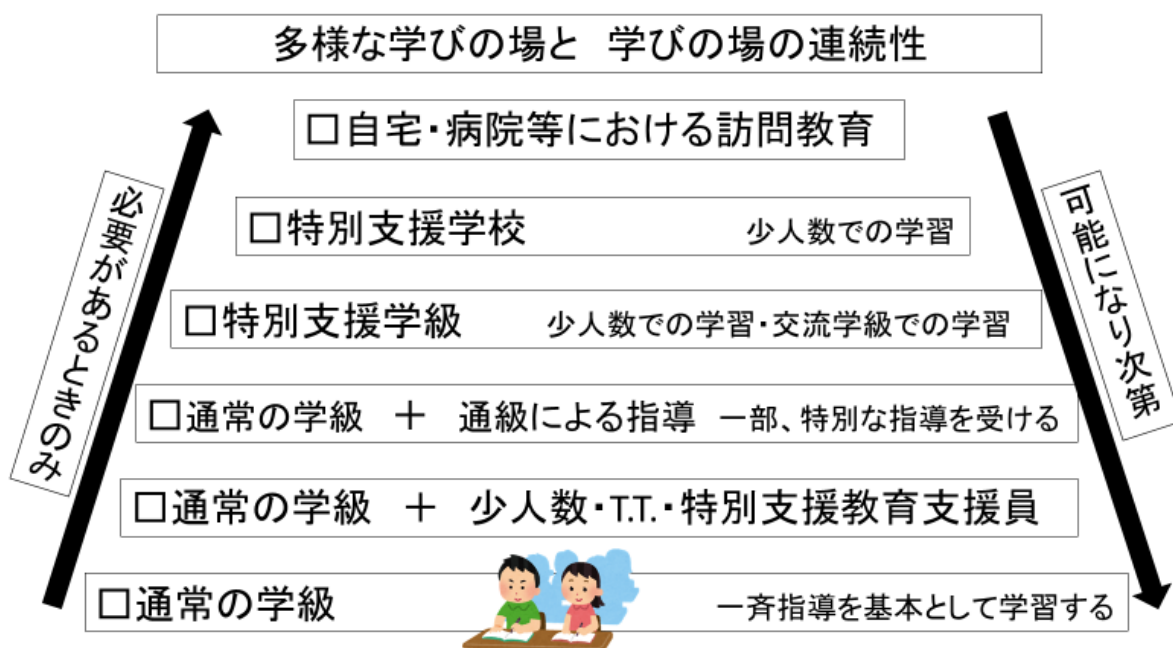 多様な学びの場と　学びの場の連続性
□自宅・病院等における訪問教育
□特別支援学校　少人数での学習
□特別支援学級　少人数での学習・交流学級での学習
□通常の学級　＋　通級による指導　一部、特別な指導を受ける
□通常の学級　＋　少人数・T.T.・特別支援教育支援員
□通常の学級　一斉指導を基本として学習する
必要があるときのみ
可能になり次第